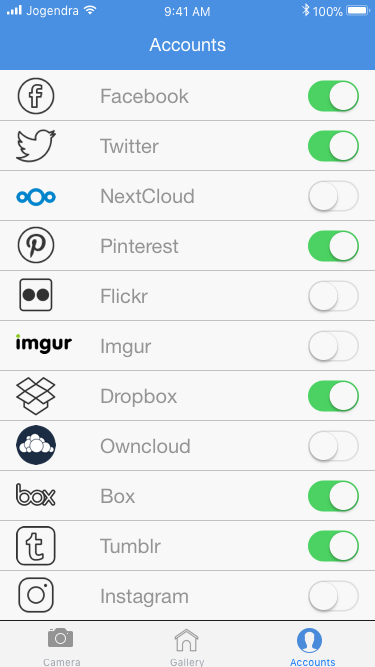 Jogendra 9:41 AM 100%
Accounts
Facebook
Twitter
NextCloud
Pinterest
Flickr
imgur Imgur
Dropbox
Owncloud
box Box
Tumblr
Instagram
Camera Gallery Accounts